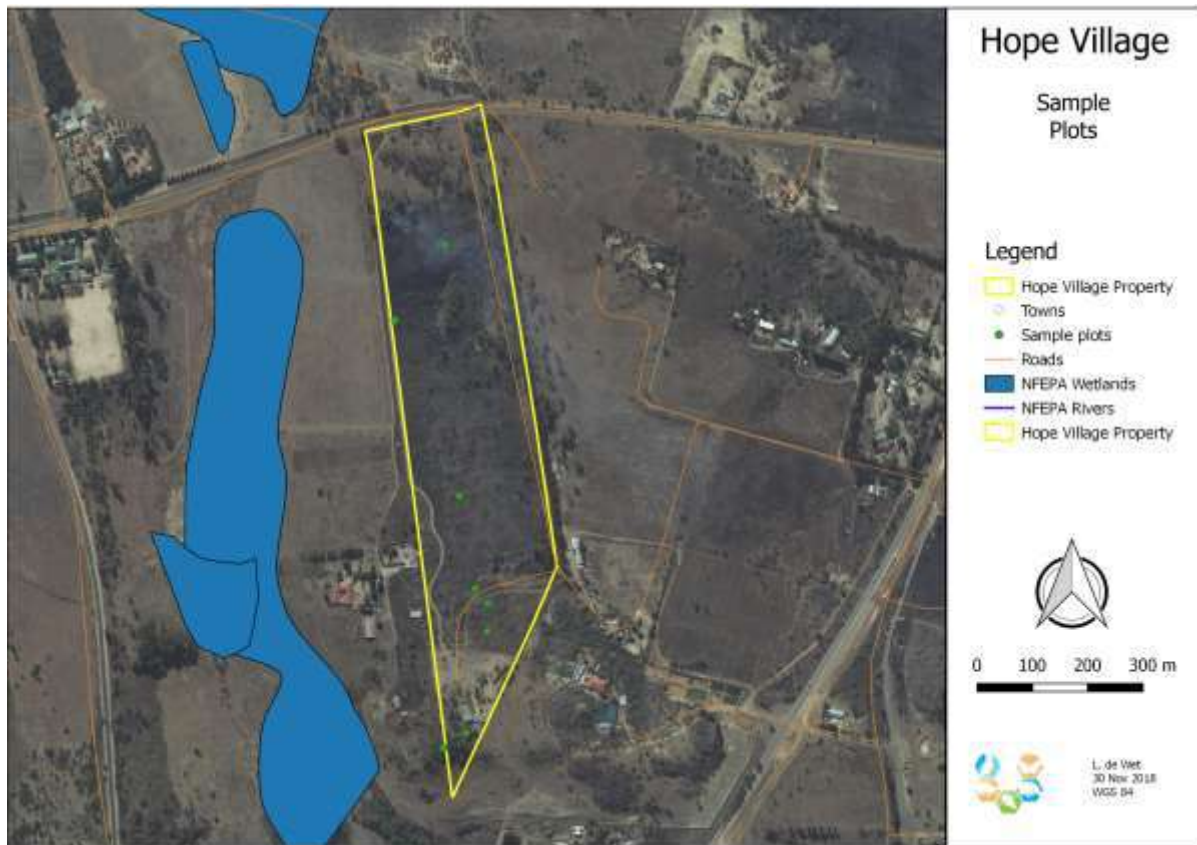 Hope Village
Sample
Plots
Legend
Hope Village Property
Towns
Sample plots
Roads
NFEPA Wetlands
NFEPA Rivers
Hope Village Property
0 100 200 300 m
L. de Wet
30 Nov 2018
WGS 84